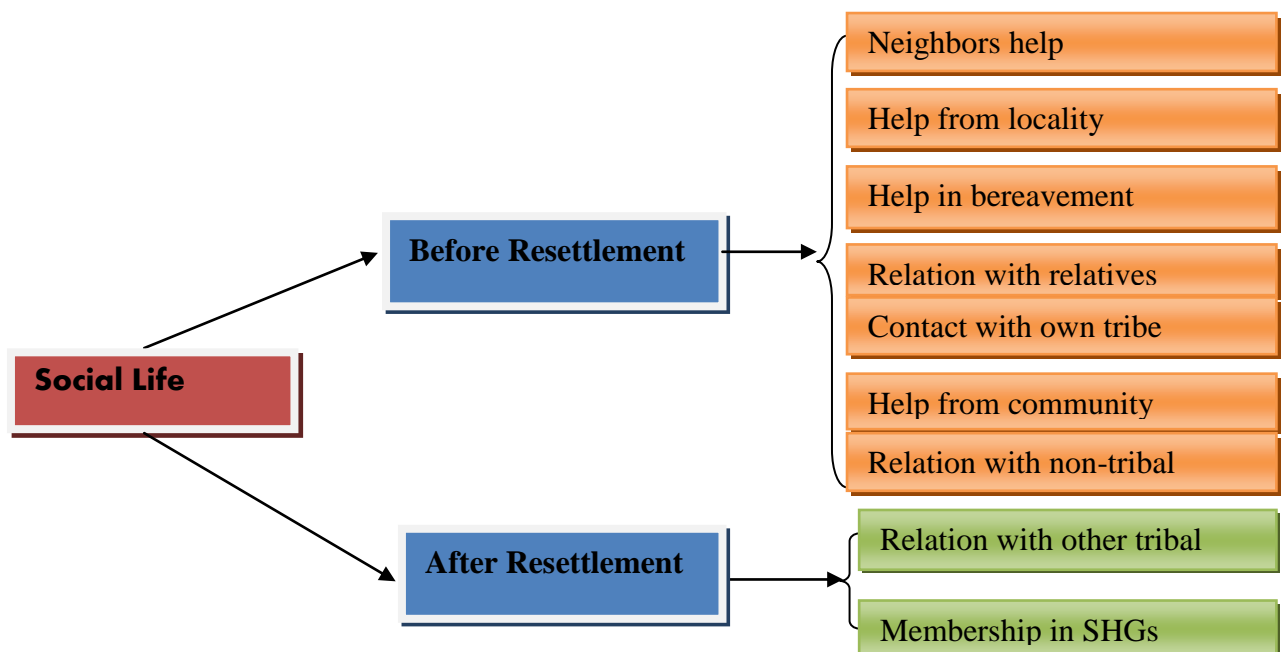 Neighbors help
Help from locality
Help in bereavement
Before Resettlement
Relation with relatives
Contact with own tribe
Social Life
Help from community
Relation with non-tribal
Relation with other tribal
After Resettlement
Membership in SHGs